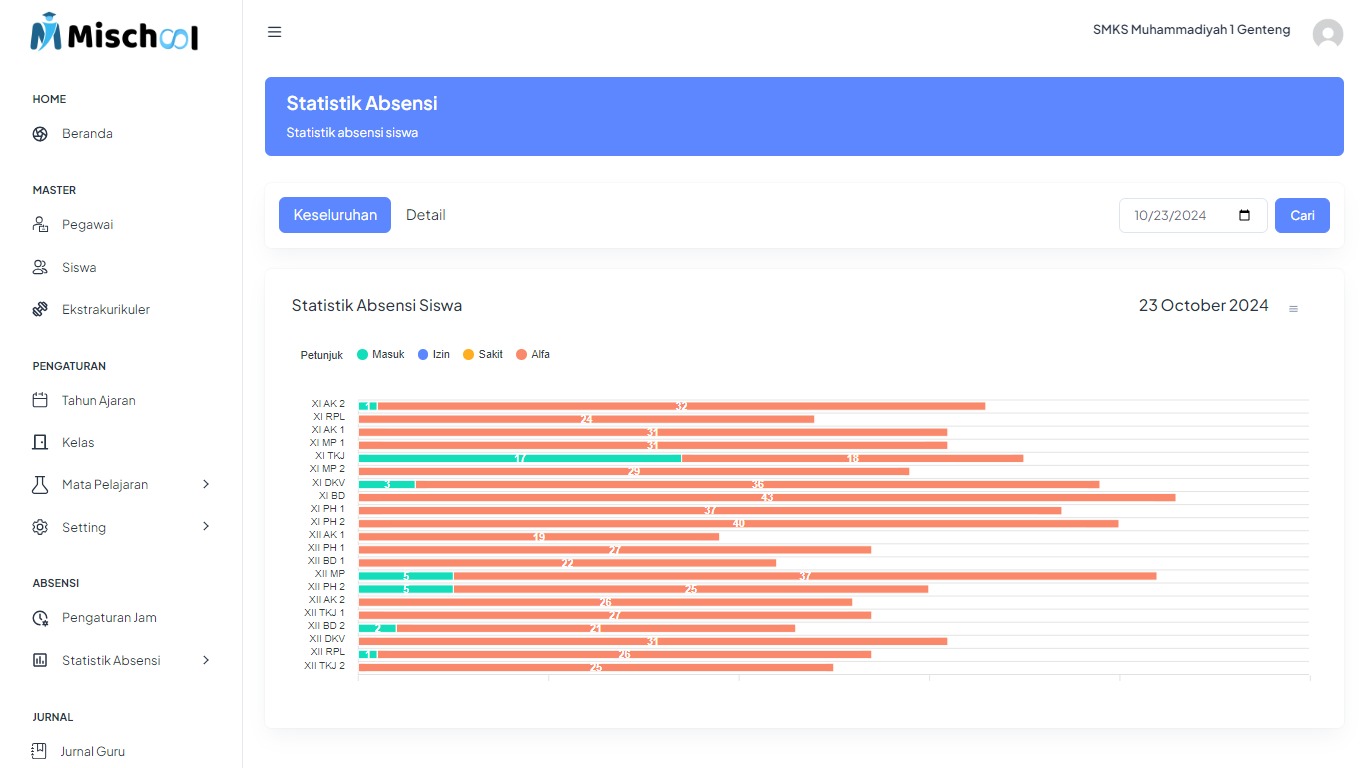 Mischool
SMKS Muhammadiyah 1 Genteng
HOME
Beranda
MASTER
Pegawai
Siswa
Ekstrakurikuler
PENGATURAN
Tahun Ajaran
Kelas
Mata Pelajaran
Setting
ABSENSI
Pengaturan Jam
Statistik Absensi
JURNAL
Jurnal Guru
Statistik Absensi
Statistik absensi siswa
Keseluruhan Detail 10/23/2024 Cari
Statistik Absensi Siswa 23 October 2024
Petunjuk Masuk Izin Sakit Alfa
XI AK 2 1 32
XI RPL 24
XI AK 1 31
XI MP 1 31
XI TKJ 17 18
XI MP 2 29
XI DKV 3 36
XI BD 43
XI PH 1 37
XI PH 2 40
XII AK 1 19
XII PH 1 27
XII BD 1 22
XII MP 5 37
XII PH 2 5 25
XII AK 2 26
XII TKJ 1 27
XII BD 2 2 21
XII DKV 31
XII RPL 1 26
XII TKJ 2 25